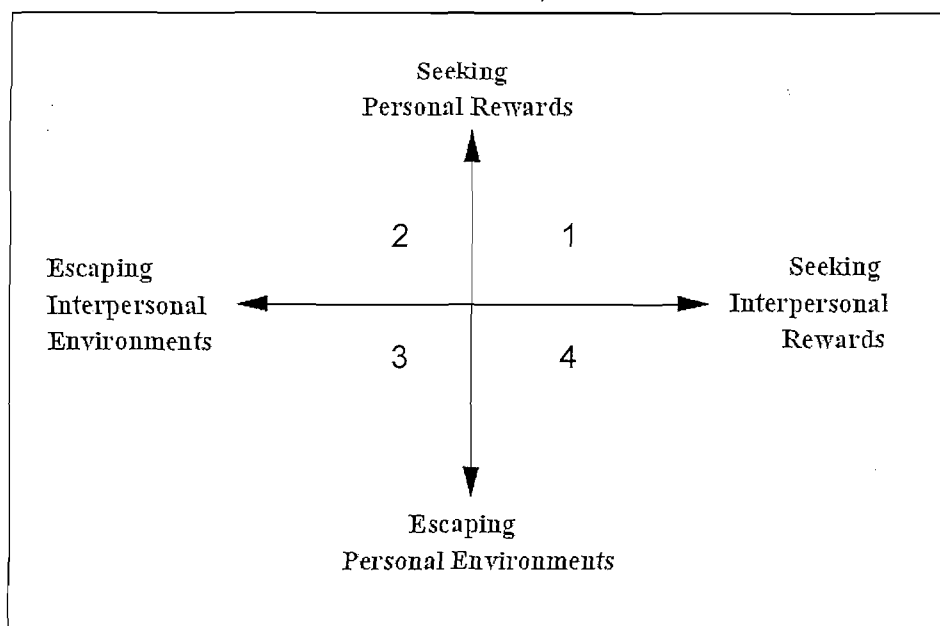 Seeking
Personal Rewards
2
1
Escaping
Interpersonal
Environments
Seeking
Interpersonal
Rewards
3
4
Escaping
Personal Environments